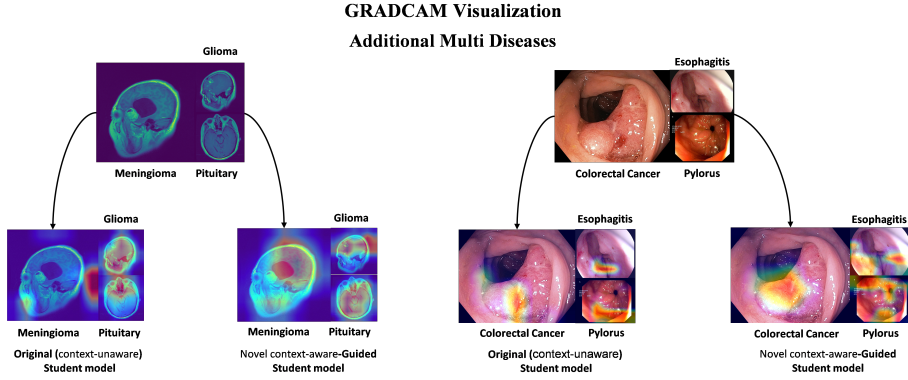 GRADCAM Visualization
Additional Multi Diseases
Glioma
Meningioma Pituitary
Esophagitis
Colorectal Cancer Pylorus
Glioma
Meningioma Pituitary
Original (context-unaware)
Student model
Glioma
Meningioma Pituitary
Novel context-aware-Guided
Student model
Esophagitis
Colorectal Cancer Pylorus
Original (context-unaware)
Student model
Esophagitis
Colorectal Cancer Pylorus
Novel context-aware-Guided
Student model